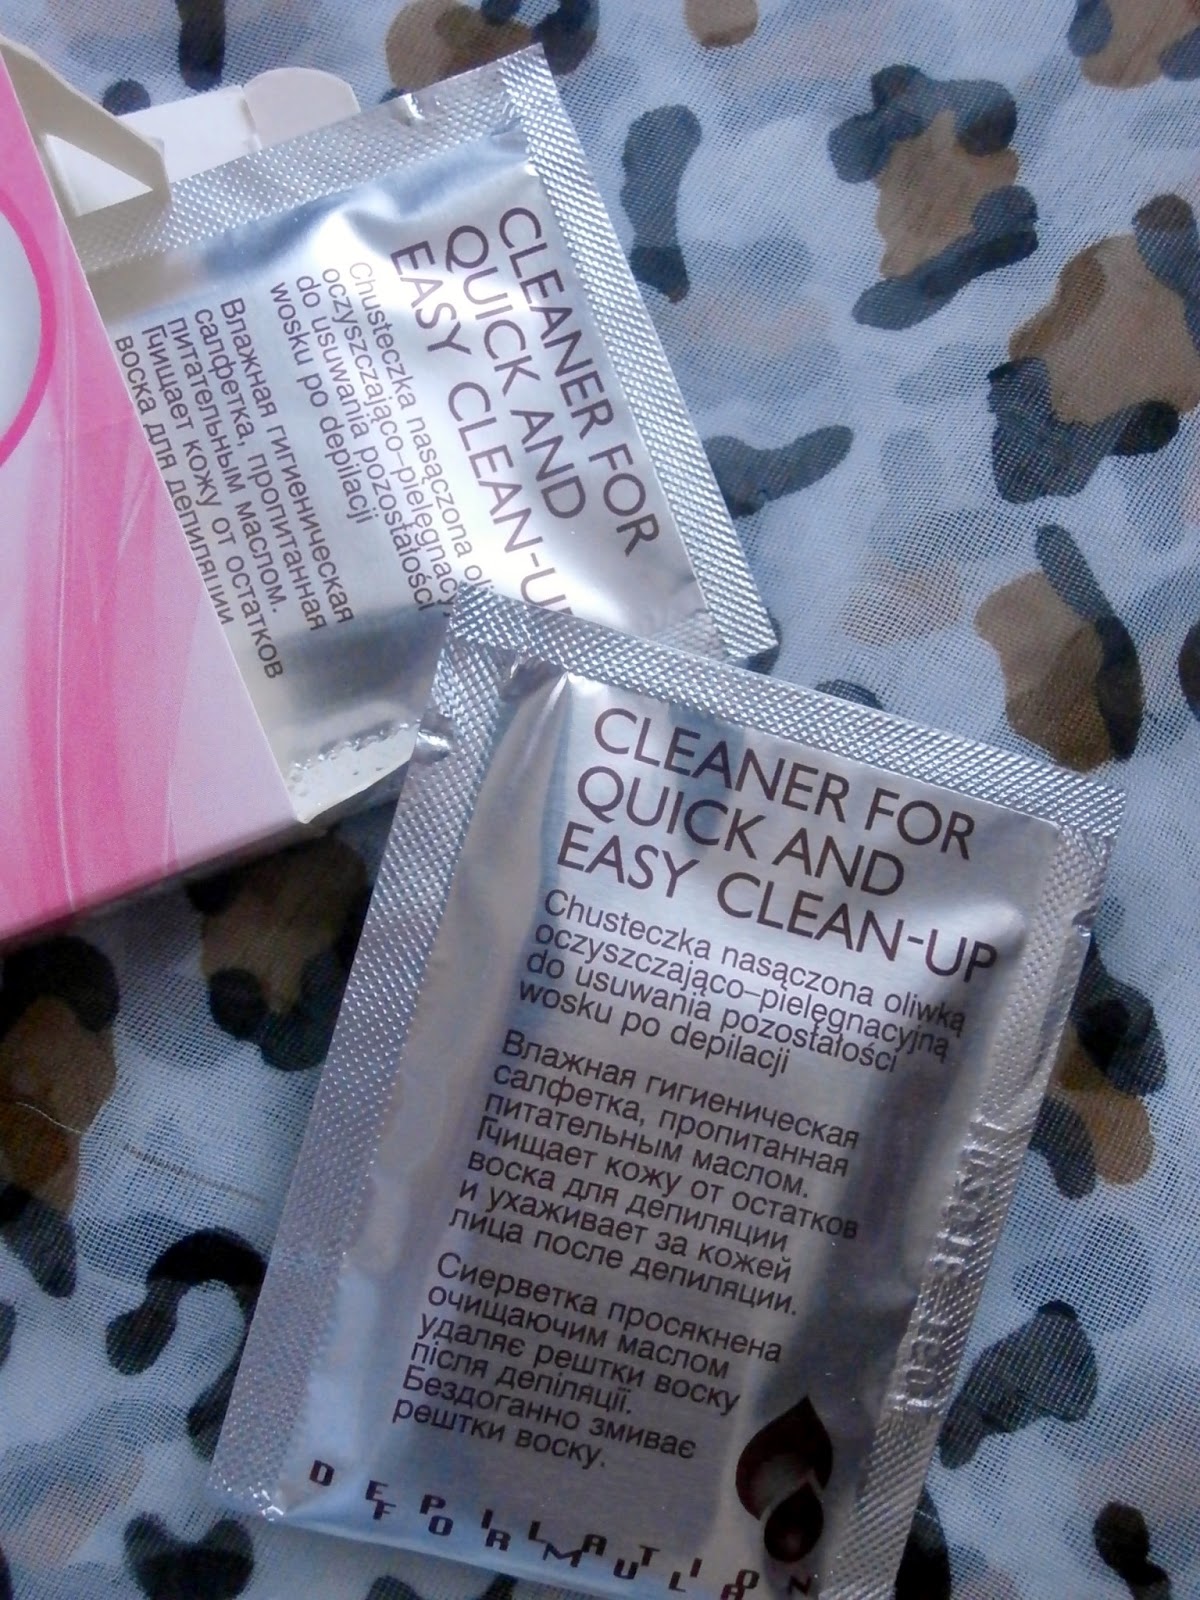 CLEANER FOR
QUICK AND
EASY CLEAN-UP
Chusteczka nasączona
oczyszczająco-pielęgnacy
do usuwania pozostałości
wosku po depilacji
Влажная гигиеническая
салфетка, пропитанная
питательным маслом.
Гчищает кожу от остатков
воска для депиляции
CLEANER FOR
QUICK AND
EASY CLEAN-UP
Chusteczka nasączona oliwką
oczyszczająco-pielęgnacyjną
do usuwania pozostałości
wosku po depilacji
Влажная гигиеническая
салфетка, пропитанная
питательным маслом.
Гчищает кожу от остатков
воска для депиляции
и ухаживает за кожей
лица после депиляции.
Сиерветка просякнена
очищаючим маслом
удаляє рештки воску
після депіляції.
Бездоганно змиває
рештки воску.
DEPILATION
FORMULA